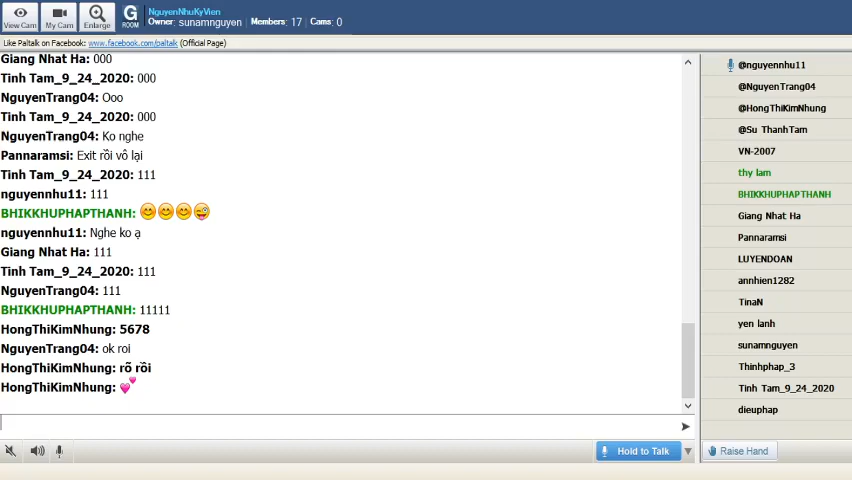 View Cam
My Cam
Enlarge
G
ROOM
NguyenNhuKyVien
Owner: sunamnguyen Members: 17 Cams: 0
Like Paltalk on Facebook: www.facebook.com/paltalk (Official Page)
Giang Nhat Ha: 000
Tinh Tam_9_24_2020: 000
NguyenTrang04: Ooo
Tinh Tam_9_24_2020: 000
NguyenTrang04: Ko nghe
Pannaramsi: Exit rồi vô lại
Tinh Tam_9_24_2020: 111
nguyennhu11: 111
BHIKKHUPHAPTHANH:
nguyennhu11: Nghe ko ạ
Giang Nhat Ha: 111
Tinh Tam_9_24_2020: 111
NguyenTrang04: 111
BHIKKHUPHAPTHANH: 11111
HongThiKimNhung: 5678
NguyenTrang04: ok roi
HongThiKimNhung: rõ rồi
HongThiKimNhung:
@nguyennhu11
@NguyenTrang04
@HongThiKimNhung
@Su ThanhTam
VN-2007
thy lam
BHIKKHUPHAPTHANH
Giang Nhat Ha
Pannaramsi
LUYENDOAN
annhien1282
TinaN
yen lanh
sunamnguyen
Thinhphap_3
Tinh Tam_9_24_2020
dieuphap
Hold to Talk
Raise Hand